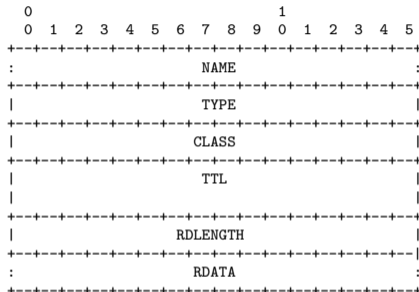 0 1
0 1 2 3 4 5 6 7 8 9 0 1 2 3 4 5
+--+--+--+--+--+--+--+--+--+--+--+--+--+--+--+--+
: NAME :
+--+--+--+--+--+--+--+--+--+--+--+--+--+--+--+--+
| TYPE |
+--+--+--+--+--+--+--+--+--+--+--+--+--+--+--+--+
| CLASS |
+--+--+--+--+--+--+--+--+--+--+--+--+--+--+--+--+
| TTL |
| |
+--+--+--+--+--+--+--+--+--+--+--+--+--+--+--+--+
| RDLENGTH |
+--+--+--+--+--+--+--+--+--+--+--+--+--+--+--+--|
: RDATA :
+--+--+--+--+--+--+--+--+--+--+--+--+--+--+--+--+